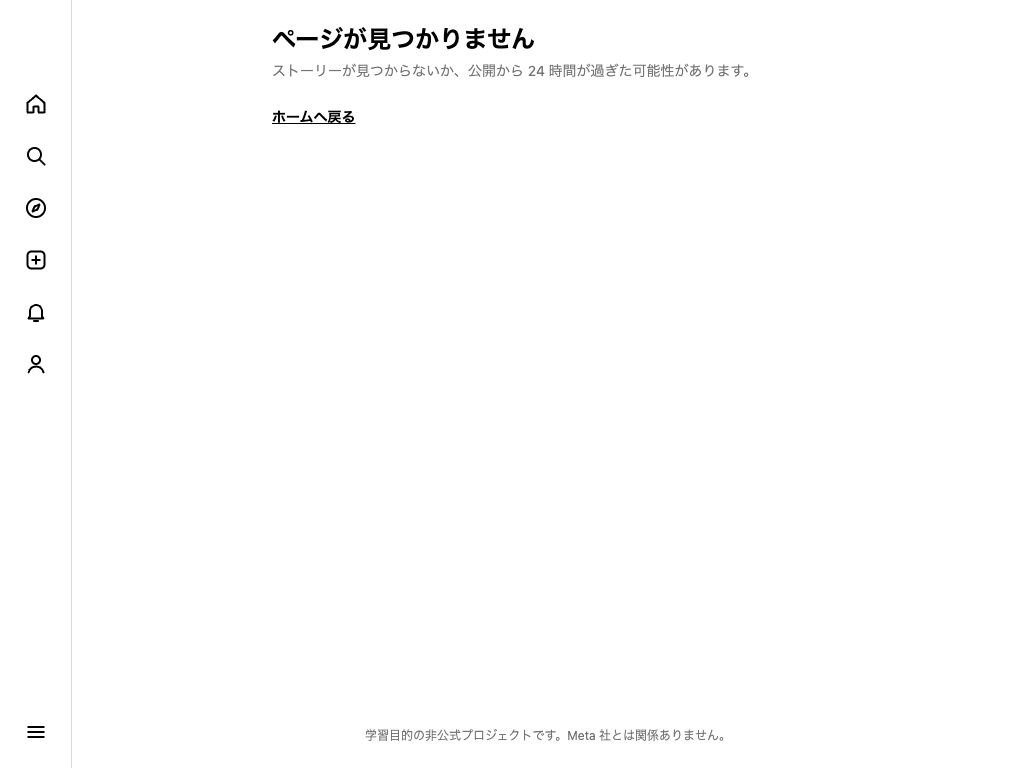 ページが見つかりません
ストーリーが見つからないか、公開から 24 時間が過ぎた可能性があります。
ホームへ戻る
学習目的の非公式プロジェクトです。Meta 社とは関係ありません。